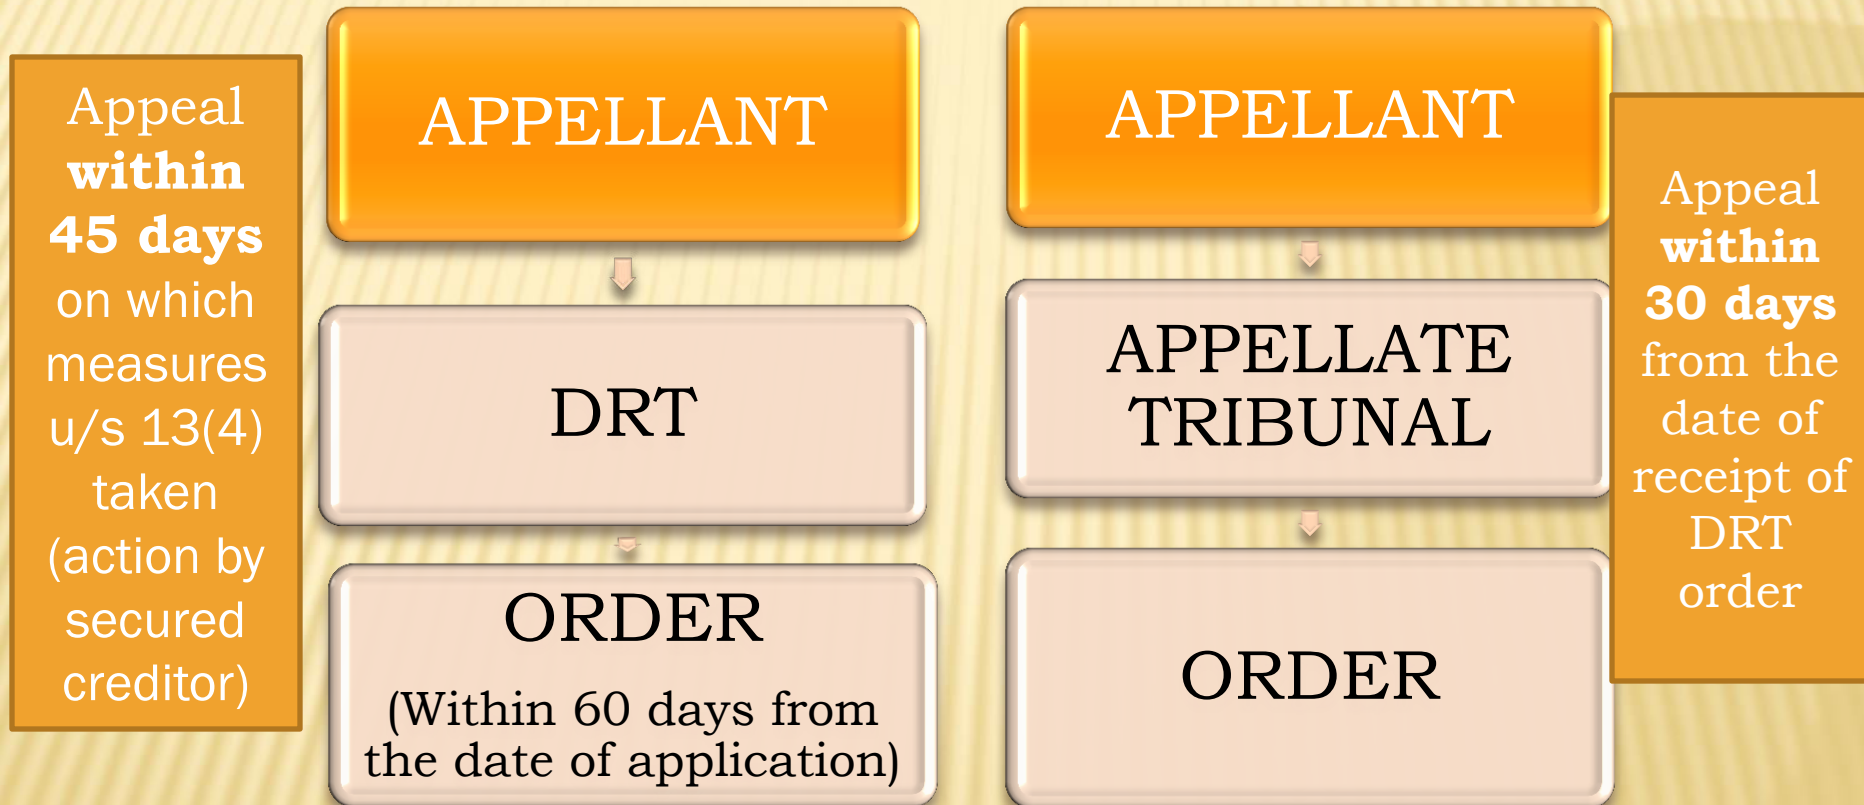 Appeal
within
45 days
on which
measures
u/s 13(4)
taken
(action by
secured
creditor)
APPELLANT
DRT
ORDER
(Within 60 days from
the date of application)
APPELLANT
APPELLATE
TRIBUNAL
ORDER
Appeal
within
30 days
from the
date of
receipt of
DRT
order